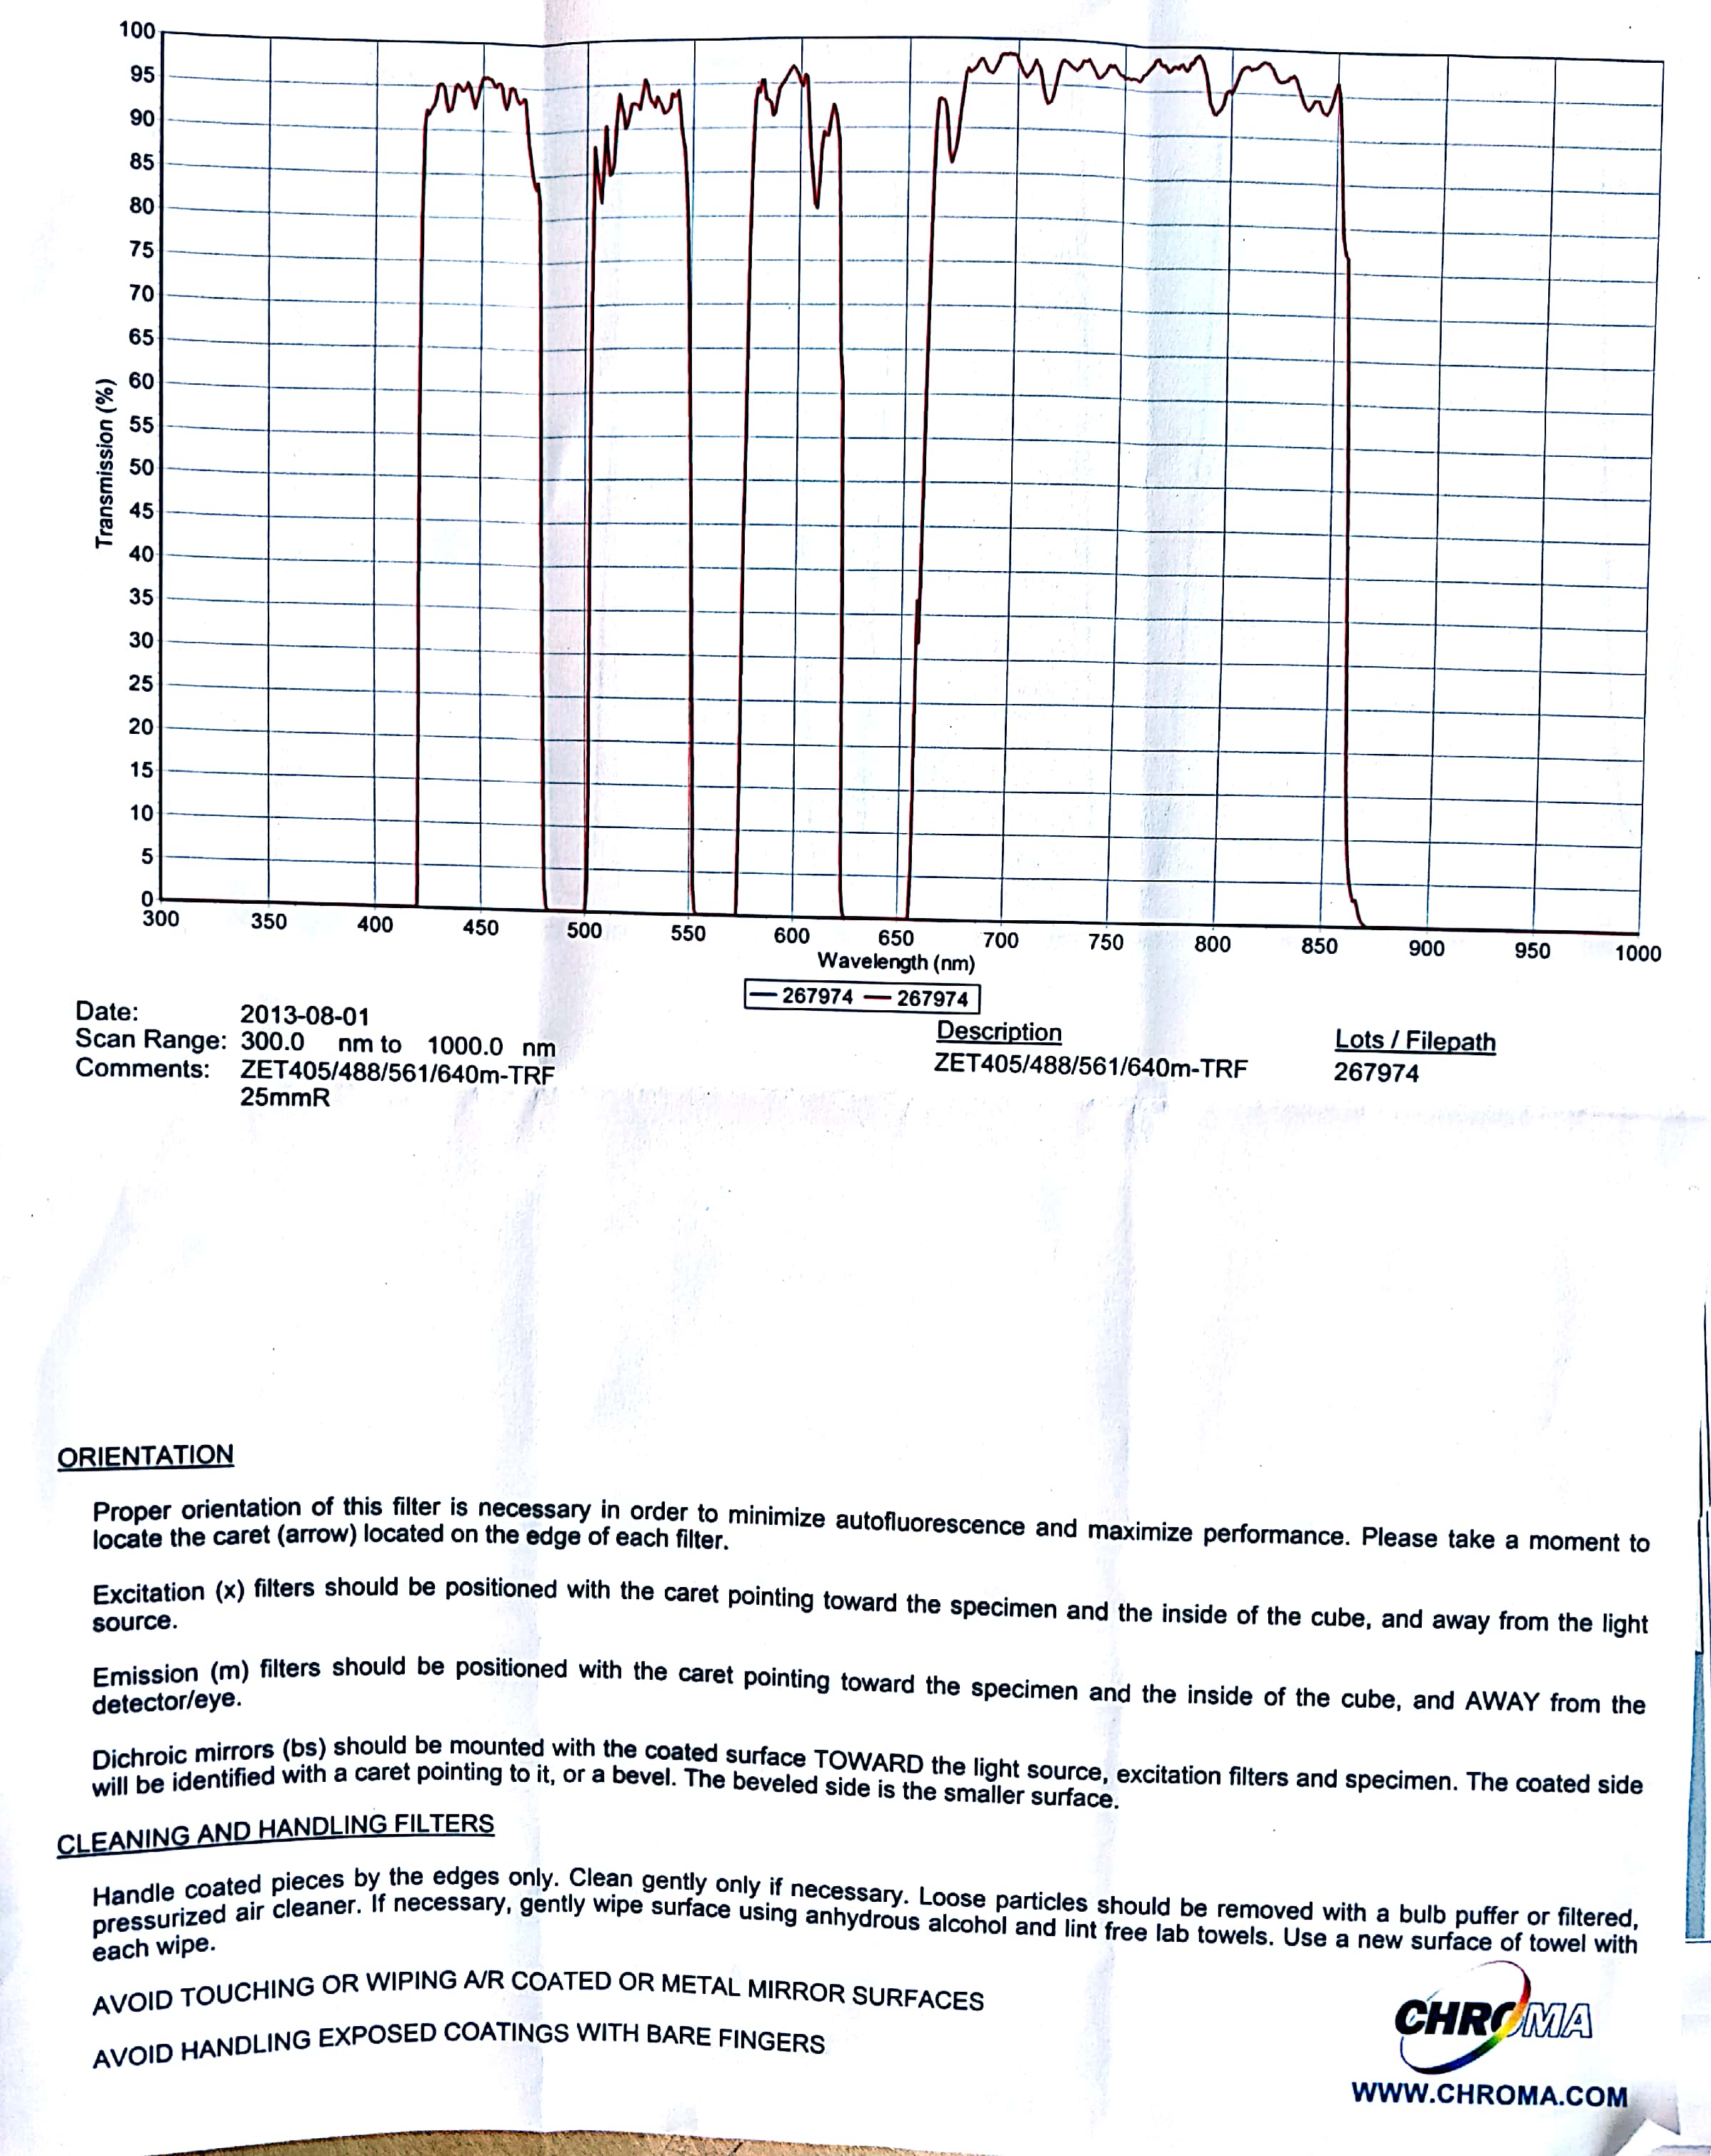 100
95
90
85
80
75
70
65
60
55
50
45
40
35
30
25
20
15
10
5
0
Transmission (%)
300 350 400 450 500 550 600 650 700 750 800 850 900 950 1000
Wavelength (nm)
267974 267974
Date: 2013-08-01
Scan Range: 300.0 nm to 1000.0 nm
Comments: ZET405/488/561/640m-TRF
25mmR
Description
ZET405/488/561/640m-TRF
Lots / Filepath
267974
ORIENTATION
Proper orientation of this filter is necessary in order to minimize autofluorescence and maximize performance. Please take a moment to
locate the caret (arrow) located on the edge of each filter.
Excitation (x) filters should be positioned with the caret pointing toward the specimen and the inside of the cube, and away from the light
source.
Emission (m) filters should be positioned with the caret pointing toward the specimen and the inside of the cube, and AWAY from the
detector/eye.
Dichroic mirrors (bs) should be mounted with the coated surface TOWARD the light source, excitation filters and specimen. The coated side
will be identified with a caret pointing to it, or a bevel. The beveled side is the smaller surface.
CLEANING AND HANDLING FILTERS
Handle coated pieces by the edges only. Clean gently only if necessary. Loose particles should be removed with a bulb puffer or filtered,
pressurized air cleaner. If necessary, gently wipe surface using anhydrous alcohol and lint free lab towels. Use a new surface of towel with
each wipe.
AVOID TOUCHING OR WIPING A/R COATED OR METAL MIRROR SURFACES
AVOID HANDLING EXPOSED COATINGS WITH BARE FINGERS
CHROMA
WWW.CHROMA.COM